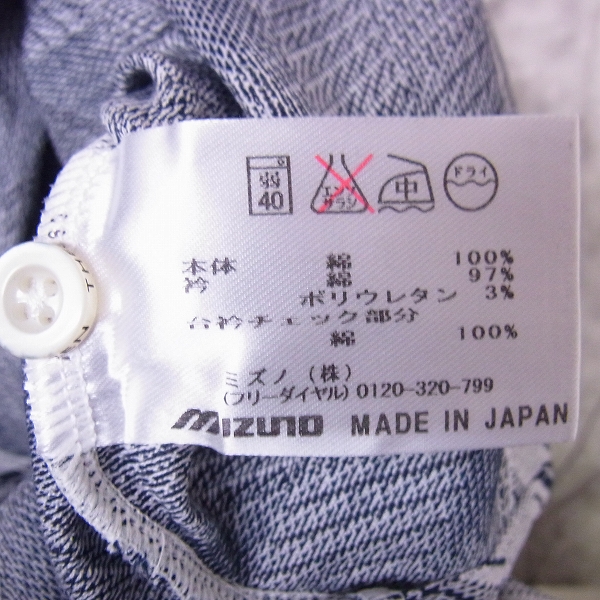 弱
40
エンソ
サラシ
中
ドライ
本体 綿 100%
衿 綿 97%
ポリウレタン 3%
台衿チェック部分
綿 100%
ミズノ(株)
(フリーダイヤル) 0120-320-799
MIZUNO MADE IN JAPAN